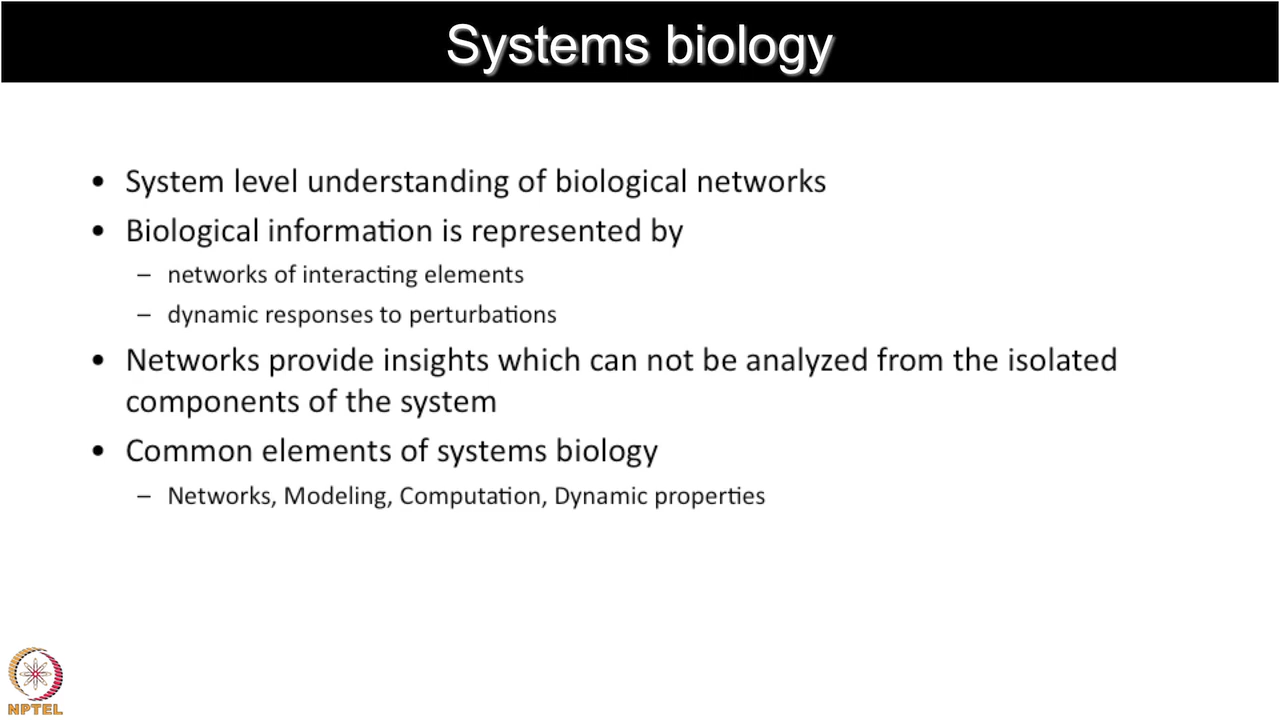 Systems biology
• System level understanding of biological networks
• Biological information is represented by
– networks of interacting elements
– dynamic responses to perturbations
• Networks provide insights which can not be analyzed from the isolated
components of the system
• Common elements of systems biology
– Networks, Modeling, Computation, Dynamic properties
NPTEL